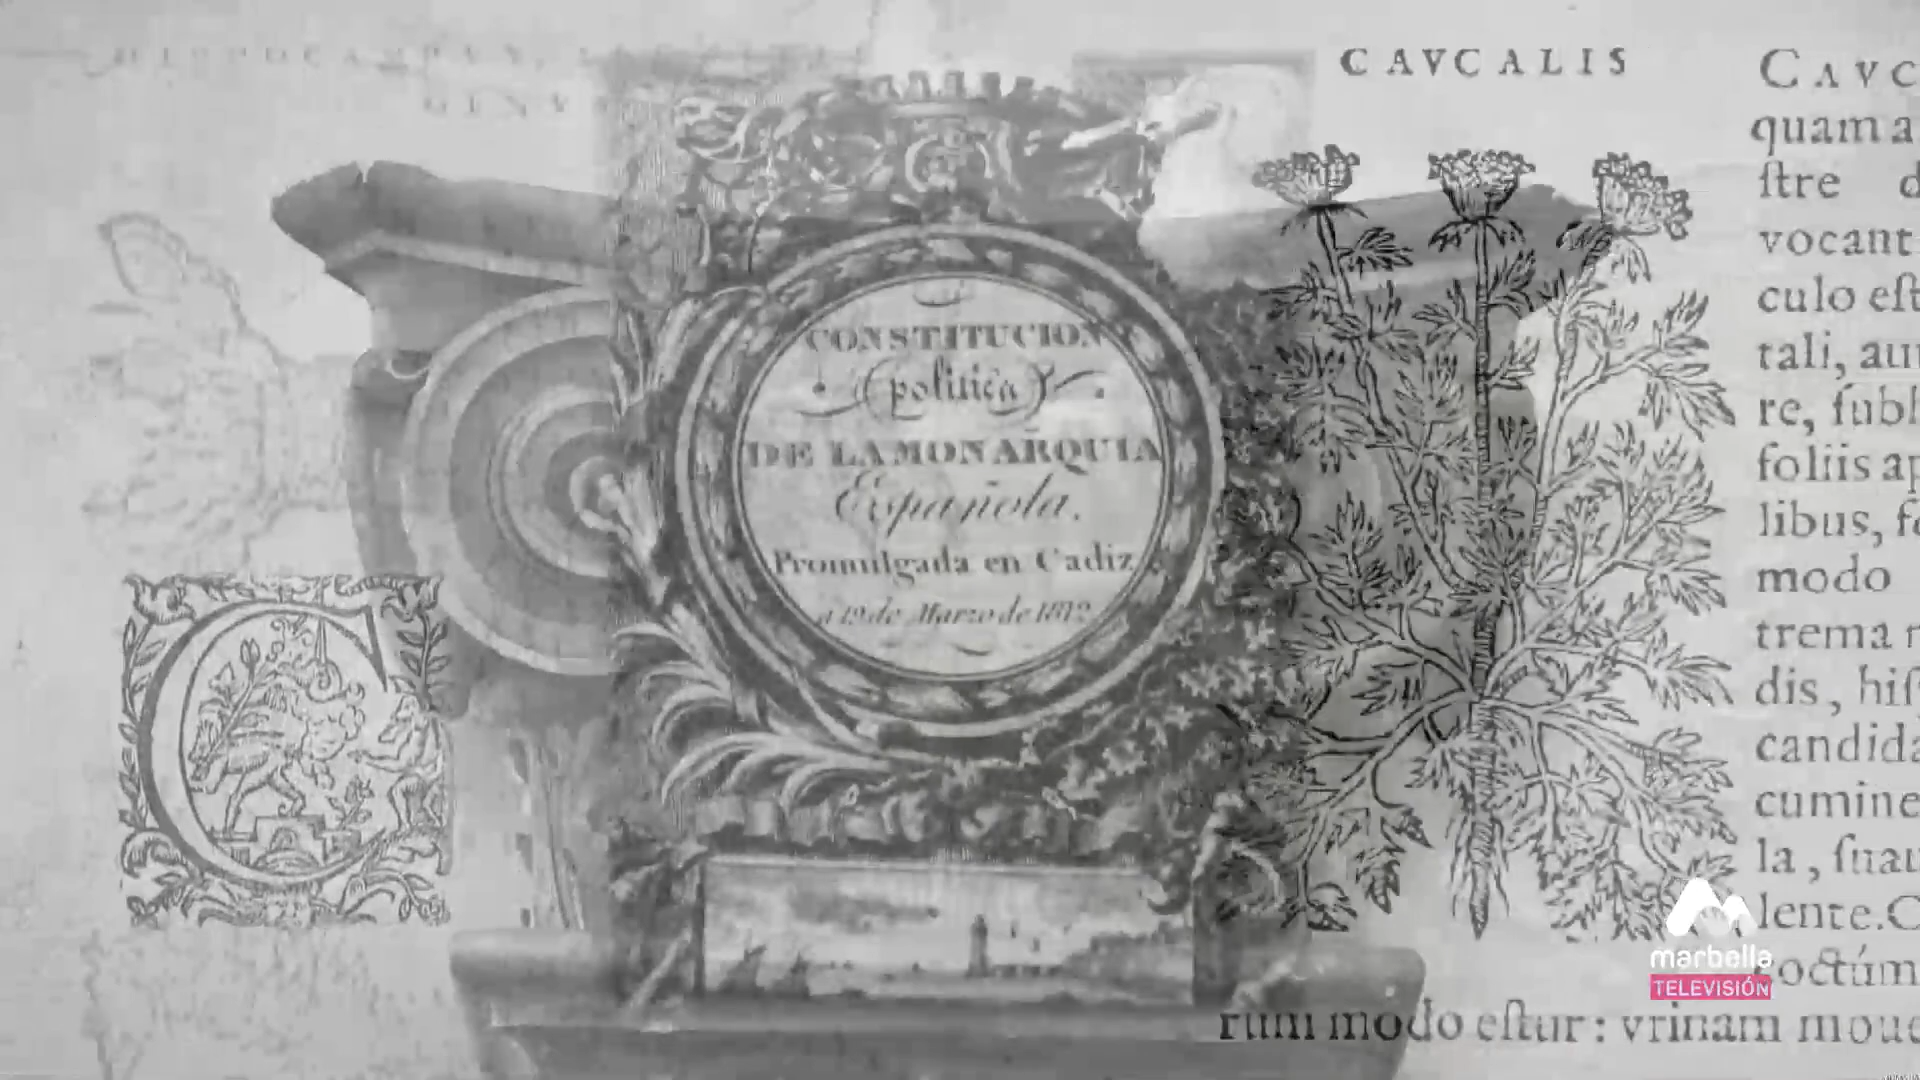 CAVCALIS
CONSTITUCION
politica
DE LA MONARQUIA
Española.
Promulgada en Cadiz
a 19 de Marzo de 1812
C
CAVC
quam a
ſtre d
vocant
culo eſt
tali, au
re, ſubl
foliis ap
libus, fe
modo
trema
dis, hiſ
candida
cumine
la, ſuau
lente. C
coctúm
rum modo eſtur: vrinam moue
marbella
TELEVISIÓN